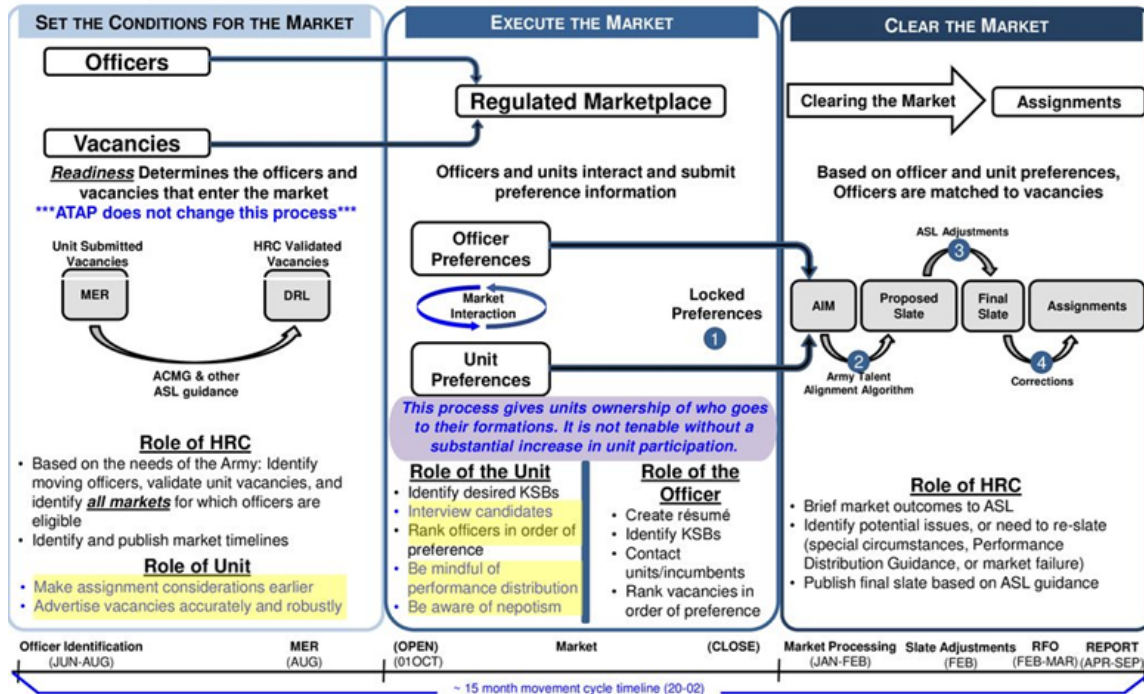 SET THE CONDITIONS FOR THE MARKET
Officers
Vacancies
Readiness Determines the officers and
vacancies that enter the market
***ATAP does not change this process***
Unit Submitted
Vacancies
HRC Validated
Vacancies
MER
DRL
ACMG & other
ASL guidance
Role of HRC
• Based on the needs of the Army: Identify
moving officers, validate unit vacancies, and
identify all markets for which officers are
eligible
• Identify and publish market timelines
Role of Unit
• Make assignment considerations earlier
• Advertise vacancies accurately and robustly
EXECUTE THE MARKET
Regulated Marketplace
Officers and units interact and submit
preference information
Officer
Preferences
Market
Interaction
Unit
Preferences
Locked
Preferences
1
This process gives units ownership of who goes
to their formations. It is not tenable without a
substantial increase in unit participation.
Role of the Unit
• Identify desired KSBs
• Interview candidates
• Rank officers in order of
preference
• Be mindful of
performance distribution
• Be aware of nepotism
Role of the
Officer
• Create résumé
• Identify KSBs
• Contact
units/incumbents
• Rank vacancies in
order of preference
CLEAR THE MARKET
Clearing the Market
Assignments
Based on officer and unit preferences,
Officers are matched to vacancies
ASL Adjustments
3
AIM
Proposed
Slate
Final
Slate
Assignments
2
4
Army Talent
Alignment Algorithm
Corrections
Role of HRC
• Brief market outcomes to ASL
• Identify potential issues, or need to re-slate
(special circumstances, Performance
Distribution Guidance, or market failure)
• Publish final slate based on ASL guidance
Officer Identification
(JUN-AUG)
MER
(AUG)
(OPEN)
(01OCT)
Market
(CLOSE)
Market Processing
(JAN-FEB)
Slate Adjustments
(FEB)
RFO
(FEB-MAR)
REPORT
(APR-SEP)
~ 15 month movement cycle timeline (20-02)